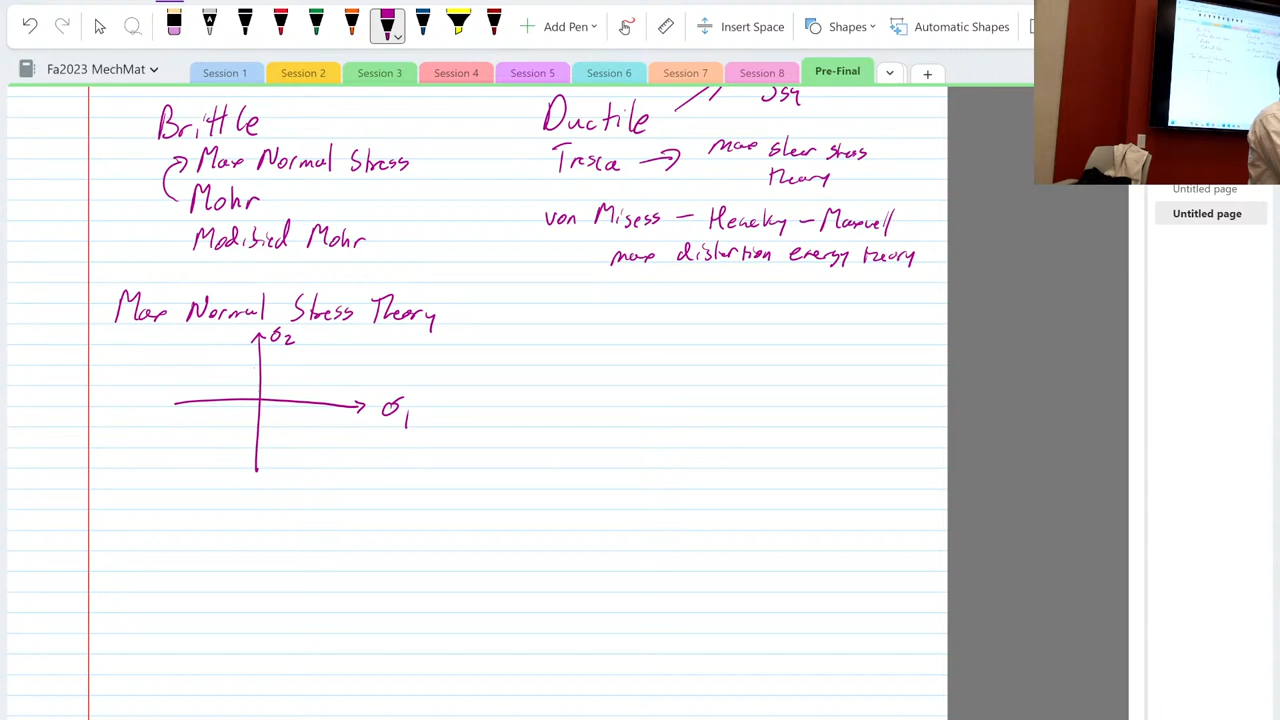 Add Pen
Insert Space
Shapes
Automatic Shapes
Fa2023 MechMat
Session 1
Session 2
Session 3
Session 4
Session 5
Session 6
Session 7
Session 8
Pre-Final
Untitled page
Untitled page
Brittle
Max Normal Stress
Mohr
Modified Mohr
Ductile
Tresca → max shear stress
theory
von Misess - Hencky - Maxwell
max distortion energy theory
Max Normal Stress Theory
σ2
σ1